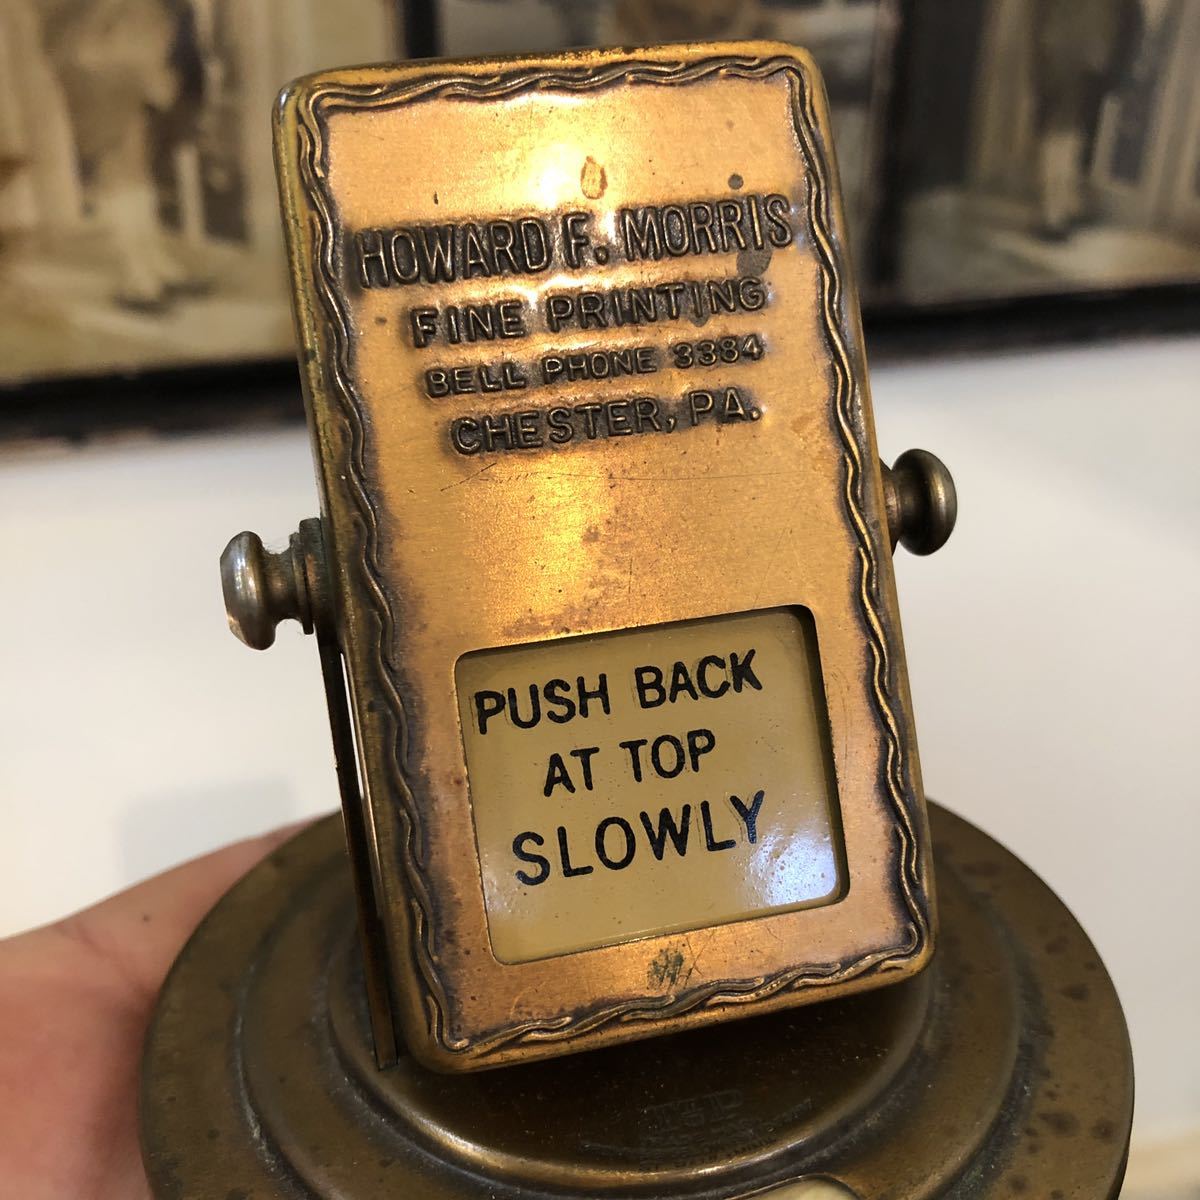 HOWARD F. MORRIS
FINE PRINTING
BELL PHONE 3384
CHESTER, PA.
PUSH BACK
AT TOP
SLOWLY